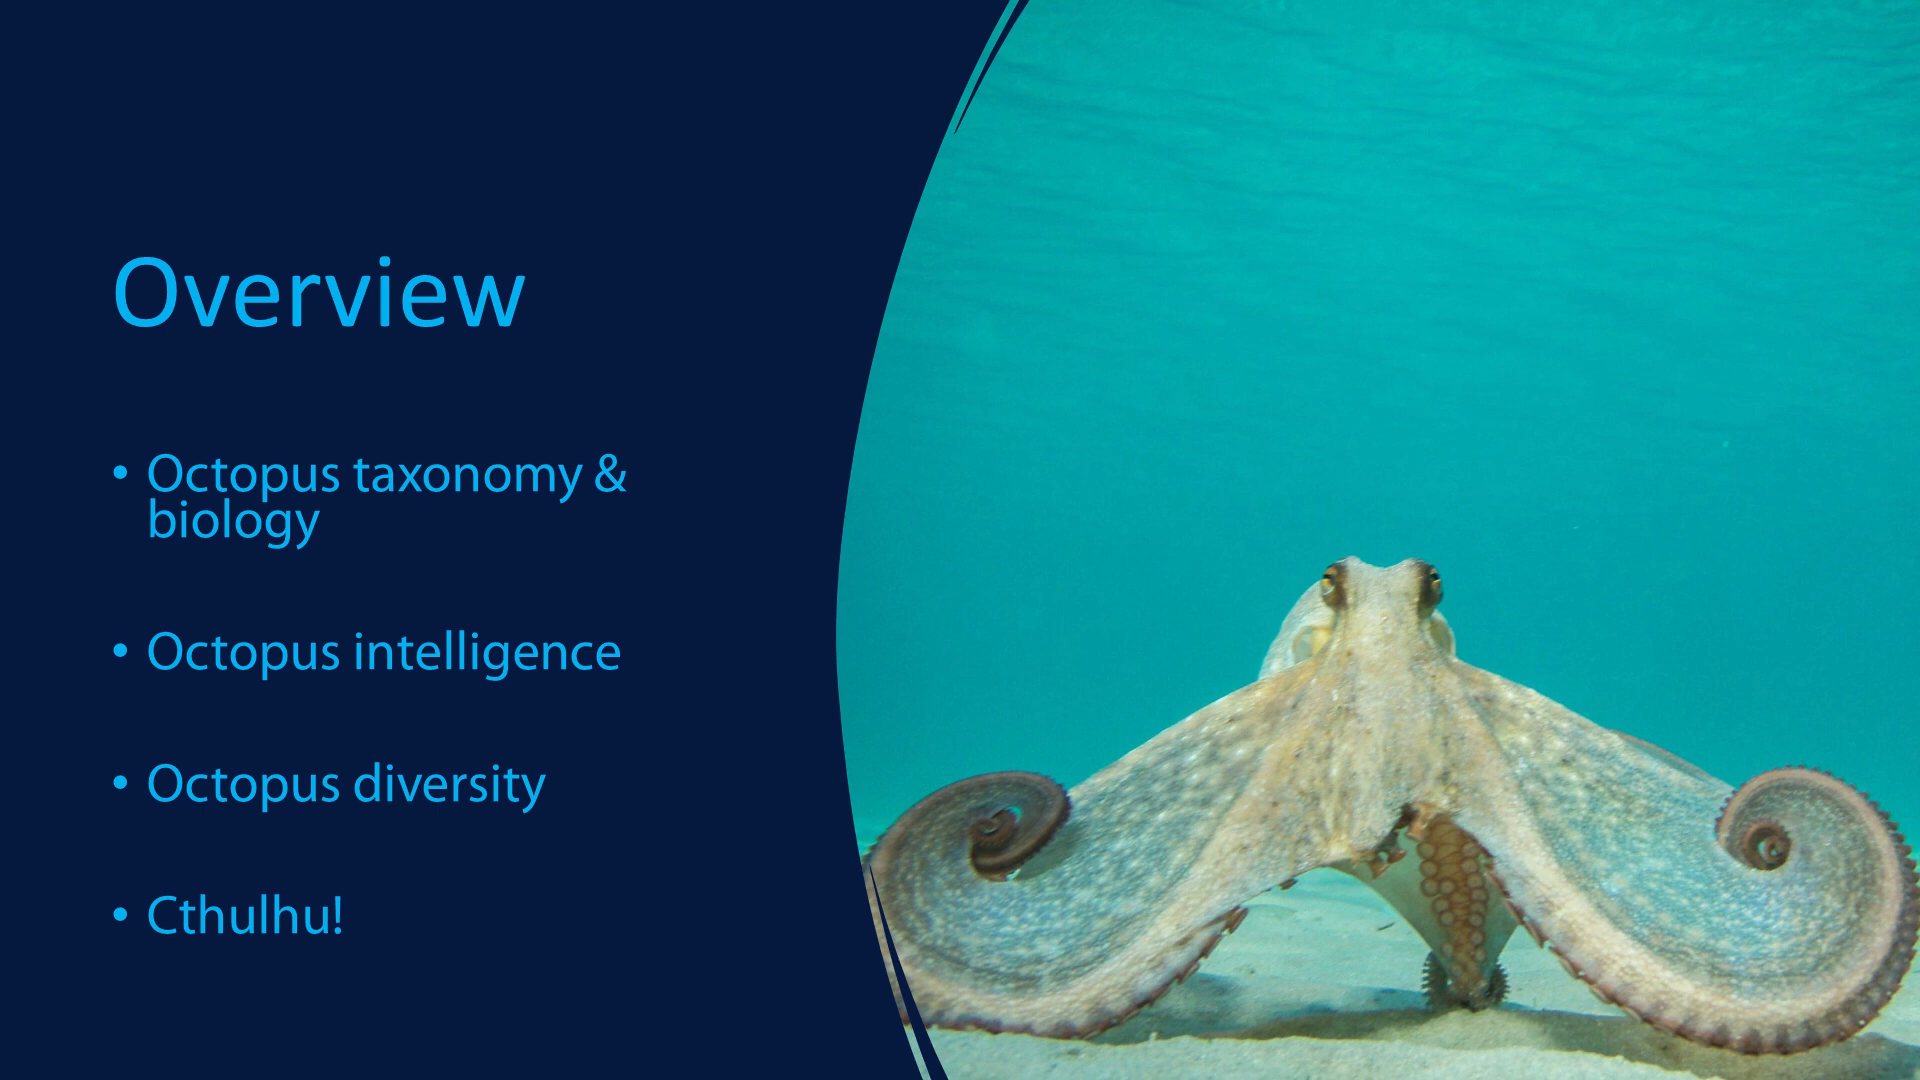 Overview
• Octopus taxonomy &
biology
• Octopus intelligence
• Octopus diversity
• Cthulhu!